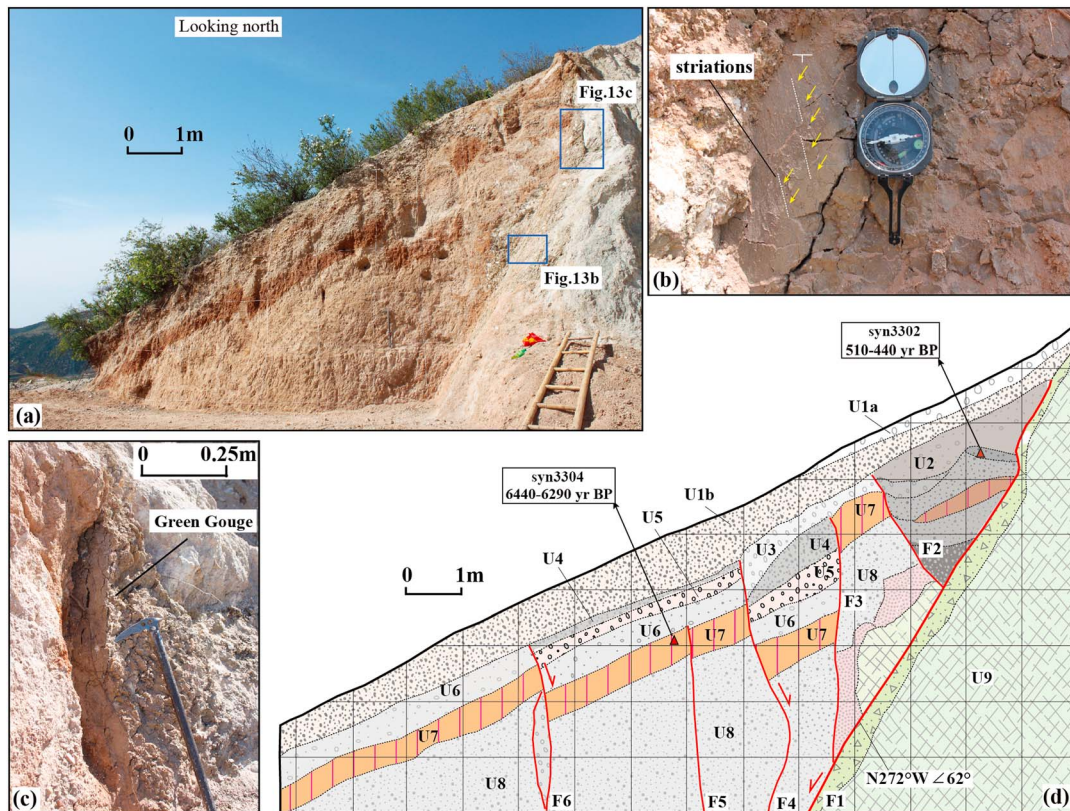 Looking north
Fig.13c
0 1m
Fig.13b
(a)
striations
(b)
0 0.25m
Green Gouge
(c)
syn3302
510-440 yr BP
U1a
syn3304
6440-6290 yr BP
U1b
U2
U5
U7
U3
U4
U4
F2
0 1m
U5
U8
F3
U6
U6
U7
U7
U9
U6
U7
U8
U8
N272°W ∠62°
F6
F5
F4
F1
(d)